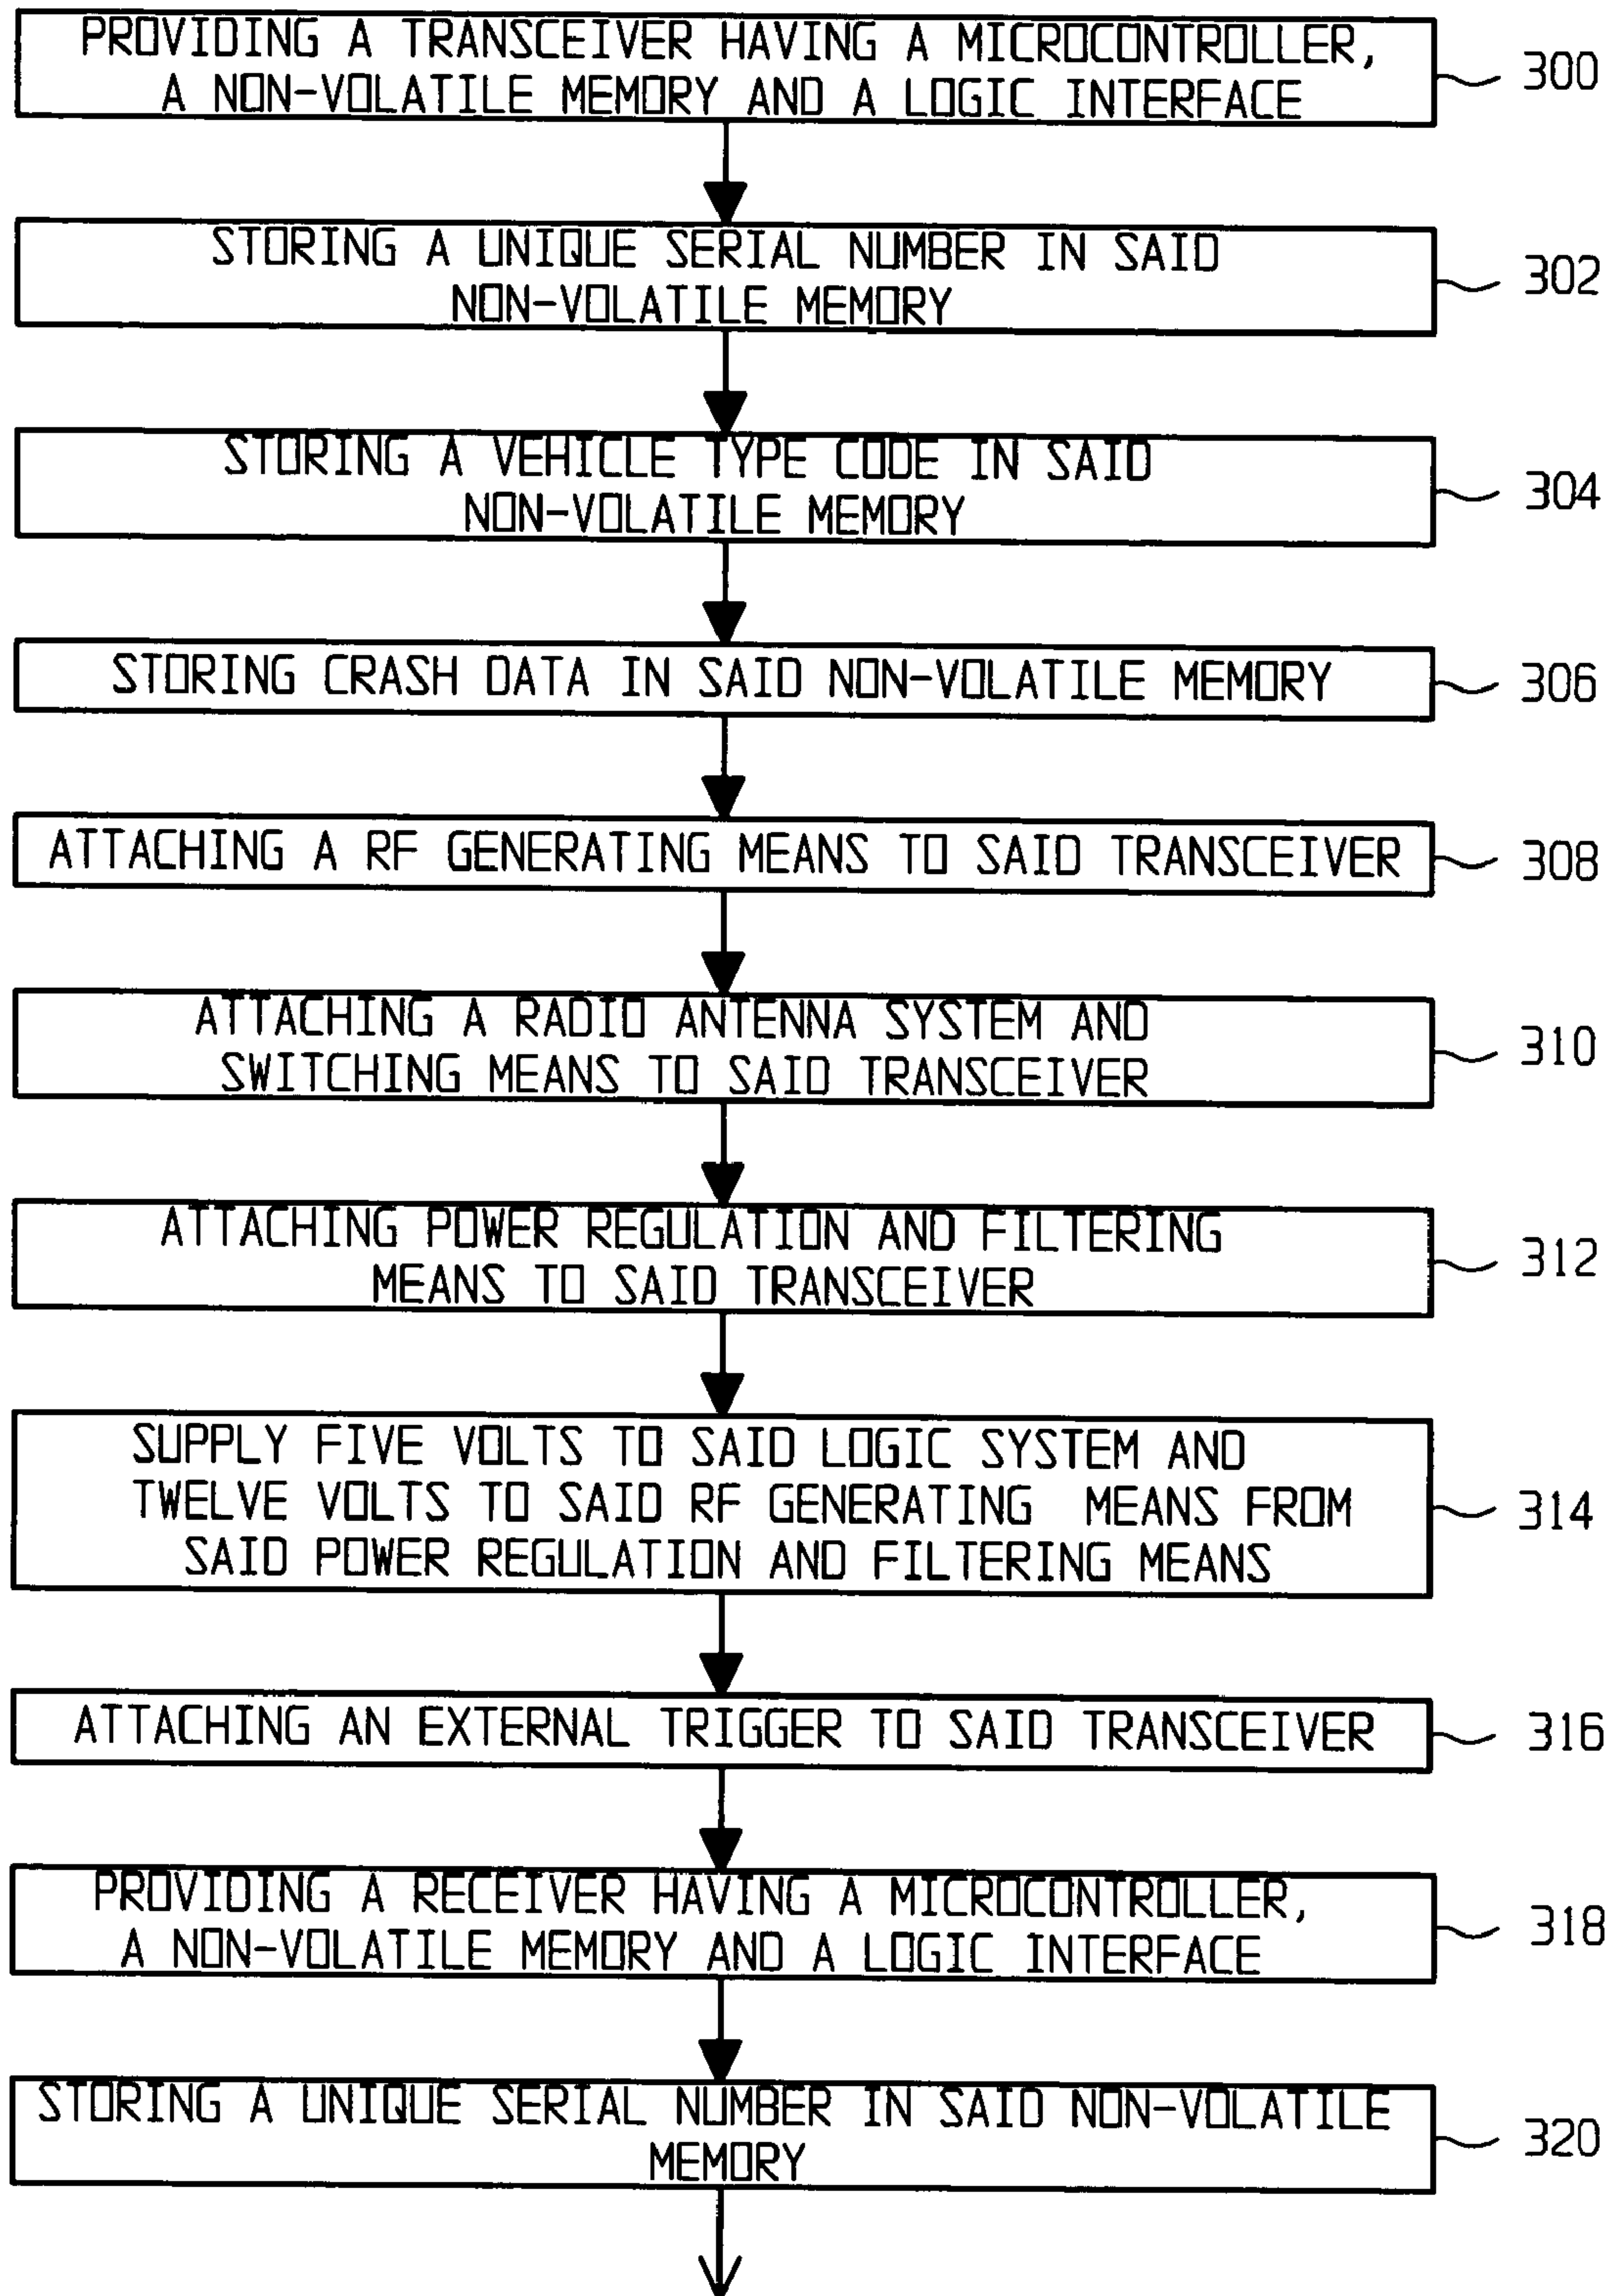 PROVIDING A TRANSCEIVER HAVING A MICROCONTROLLER,
A NON-VOLATILE MEMORY AND A LOGIC INTERFACE
300
STORING A UNIQUE SERIAL NUMBER IN SAID
NON-VOLATILE MEMORY
302
STORING A VEHICLE TYPE CODE IN SAID
NON-VOLATILE MEMORY
304
STORING CRASH DATA IN SAID NON-VOLATILE MEMORY
306
ATTACHING A RF GENERATING MEANS TO SAID TRANSCEIVER
308
ATTACHING A RADIO ANTENNA SYSTEM AND
SWITCHING MEANS TO SAID TRANSCEIVER
310
ATTACHING POWER REGULATION AND FILTERING
MEANS TO SAID TRANSCEIVER
312
SUPPLY FIVE VOLTS TO SAID LOGIC SYSTEM AND
TWELVE VOLTS TO SAID RF GENERATING MEANS FROM
SAID POWER REGULATION AND FILTERING MEANS
314
ATTACHING AN EXTERNAL TRIGGER TO SAID TRANSCEIVER
316
PROVIDING A RECEIVER HAVING A MICROCONTROLLER,
A NON-VOLATILE MEMORY AND A LOGIC INTERFACE
318
STORING A UNIQUE SERIAL NUMBER IN SAID NON-VOLATILE
MEMORY
320